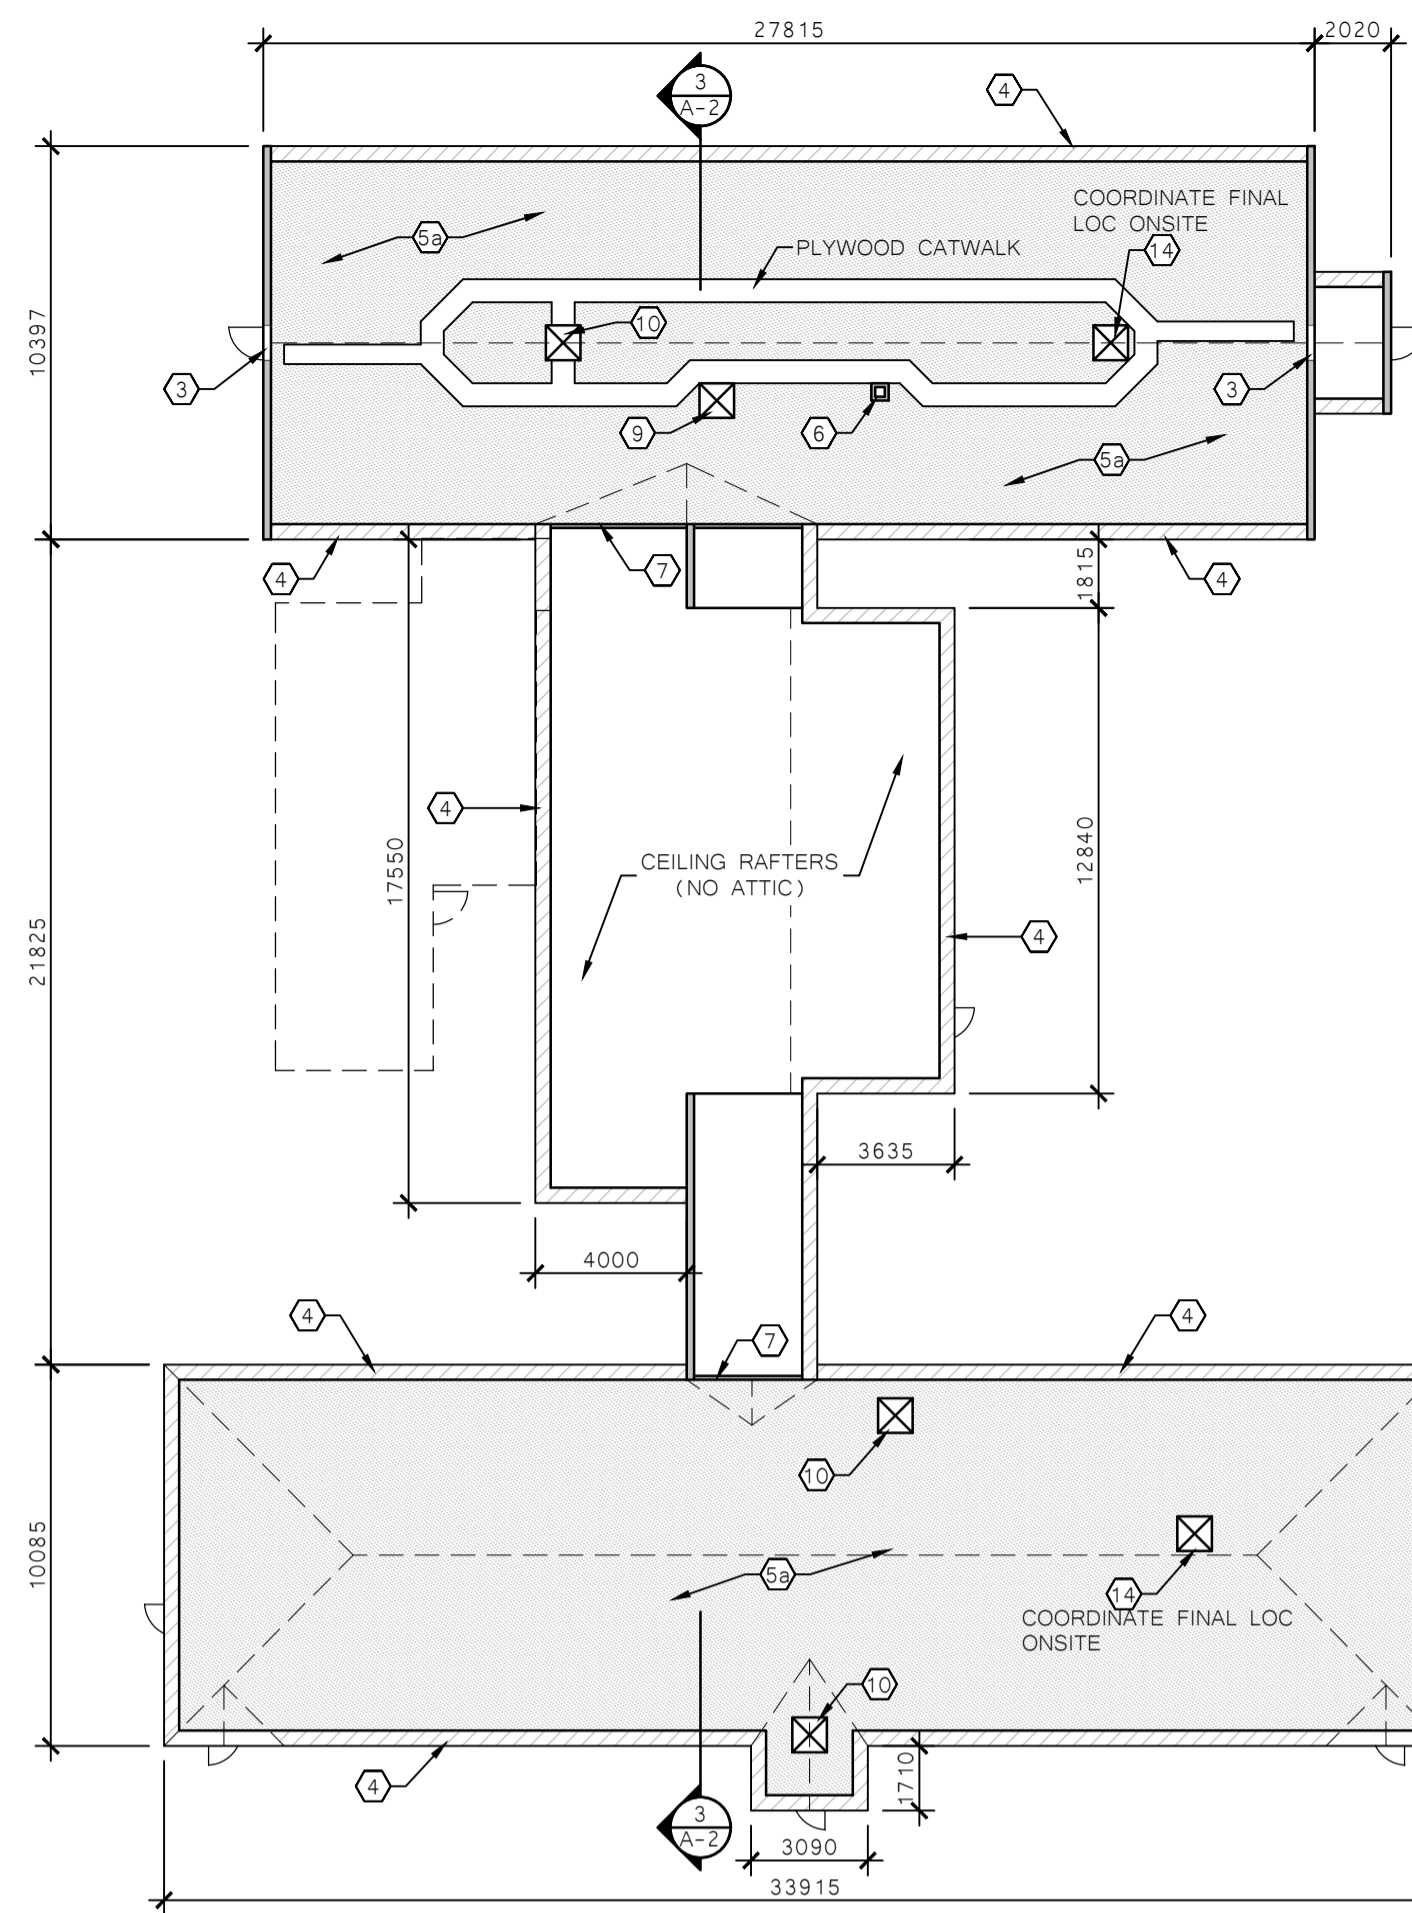 27815
2020
3
A-2
4
COORDINATE FINAL
LOC ONSITE
5a
PLYWOOD CATWALK
14
10
10397
3
3
9
6
5a
4
7
4
1815
4
17550
CEILING RAFTERS
(NO ATTIC)
12840
21825
4
3635
4000
4
4
7
10
10085
5a
14
COORDINATE FINAL LOC
ONSITE
10
4
1710
3
A-2
3090
33915